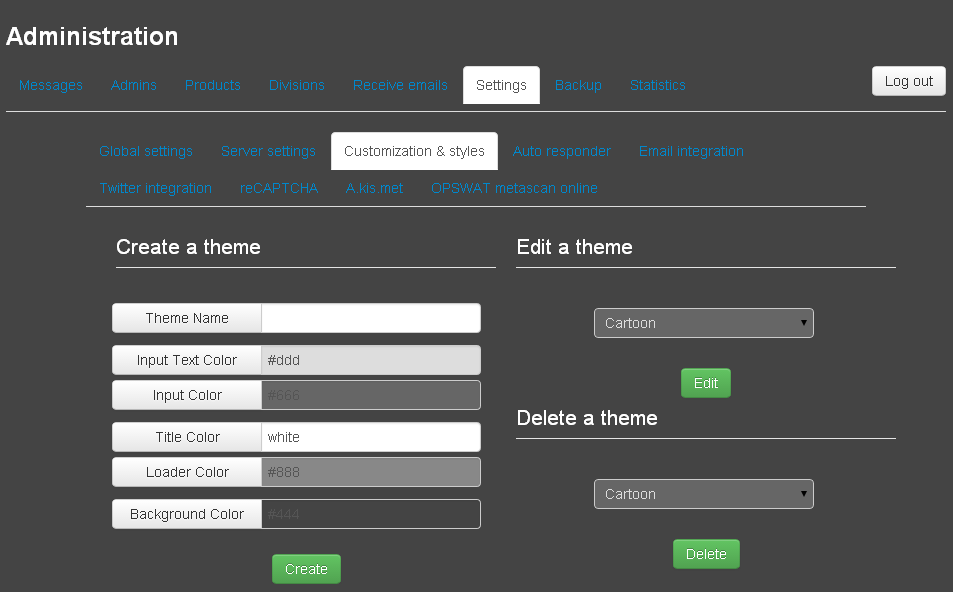 Administration
Messages Admins Products Divisions Receive emails Settings Backup Statistics Log out
Global settings Server settings Customization & styles Auto responder Email integration
Twitter integration reCAPTCHA A.kis.met OPSWAT metascan online
Create a theme
Theme Name
Input Text Color #ddd
Input Color #666
Title Color white
Loader Color #888
Background Color #444
Create
Edit a theme
Cartoon
Edit
Delete a theme
Cartoon
Delete